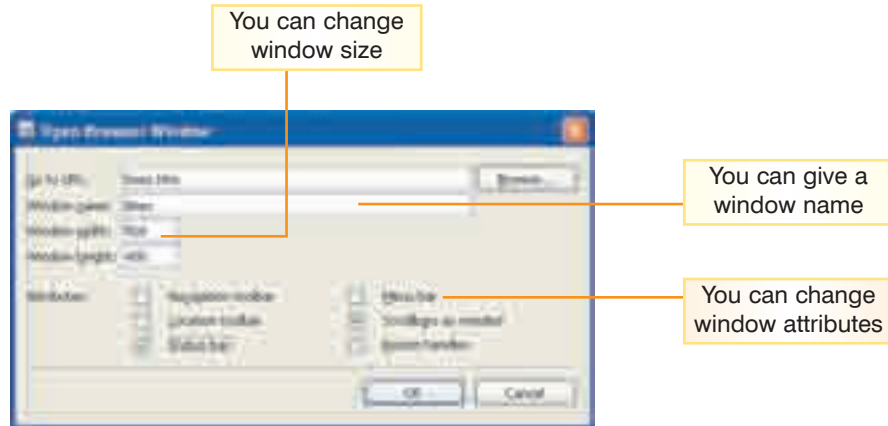 You can change
window size
Open Browser Window
Go to URL: Browse...
You can give a
window name
Window name:
Window width: 700
Window height: 400
Attributes: Navigation toolbar Menu bar
You can change
window attributes
Location toolbar Scrollbars as needed
Status bar Resize handles
OK Cancel